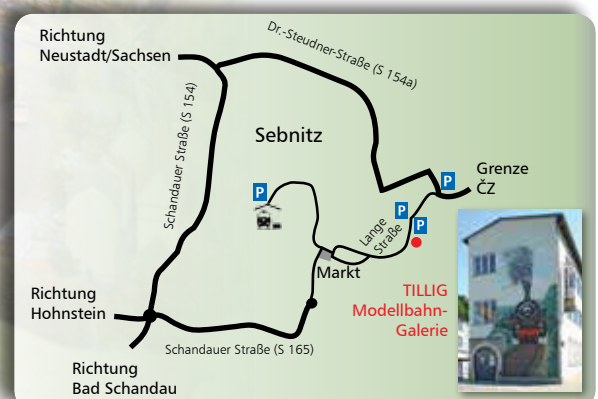 Richtung
Neustadt/Sachsen
Dr.-Steudner-Straße (S 154a)
Schandauer Straße (S 154)
Sebnitz
P
Grenze
ČZ
P
P
P
Lange
Straße
Markt
TILLIG
Modellbahn-
Galerie
Richtung
Hohnstein
Schandauer Straße (S 165)
Richtung
Bad Schandau